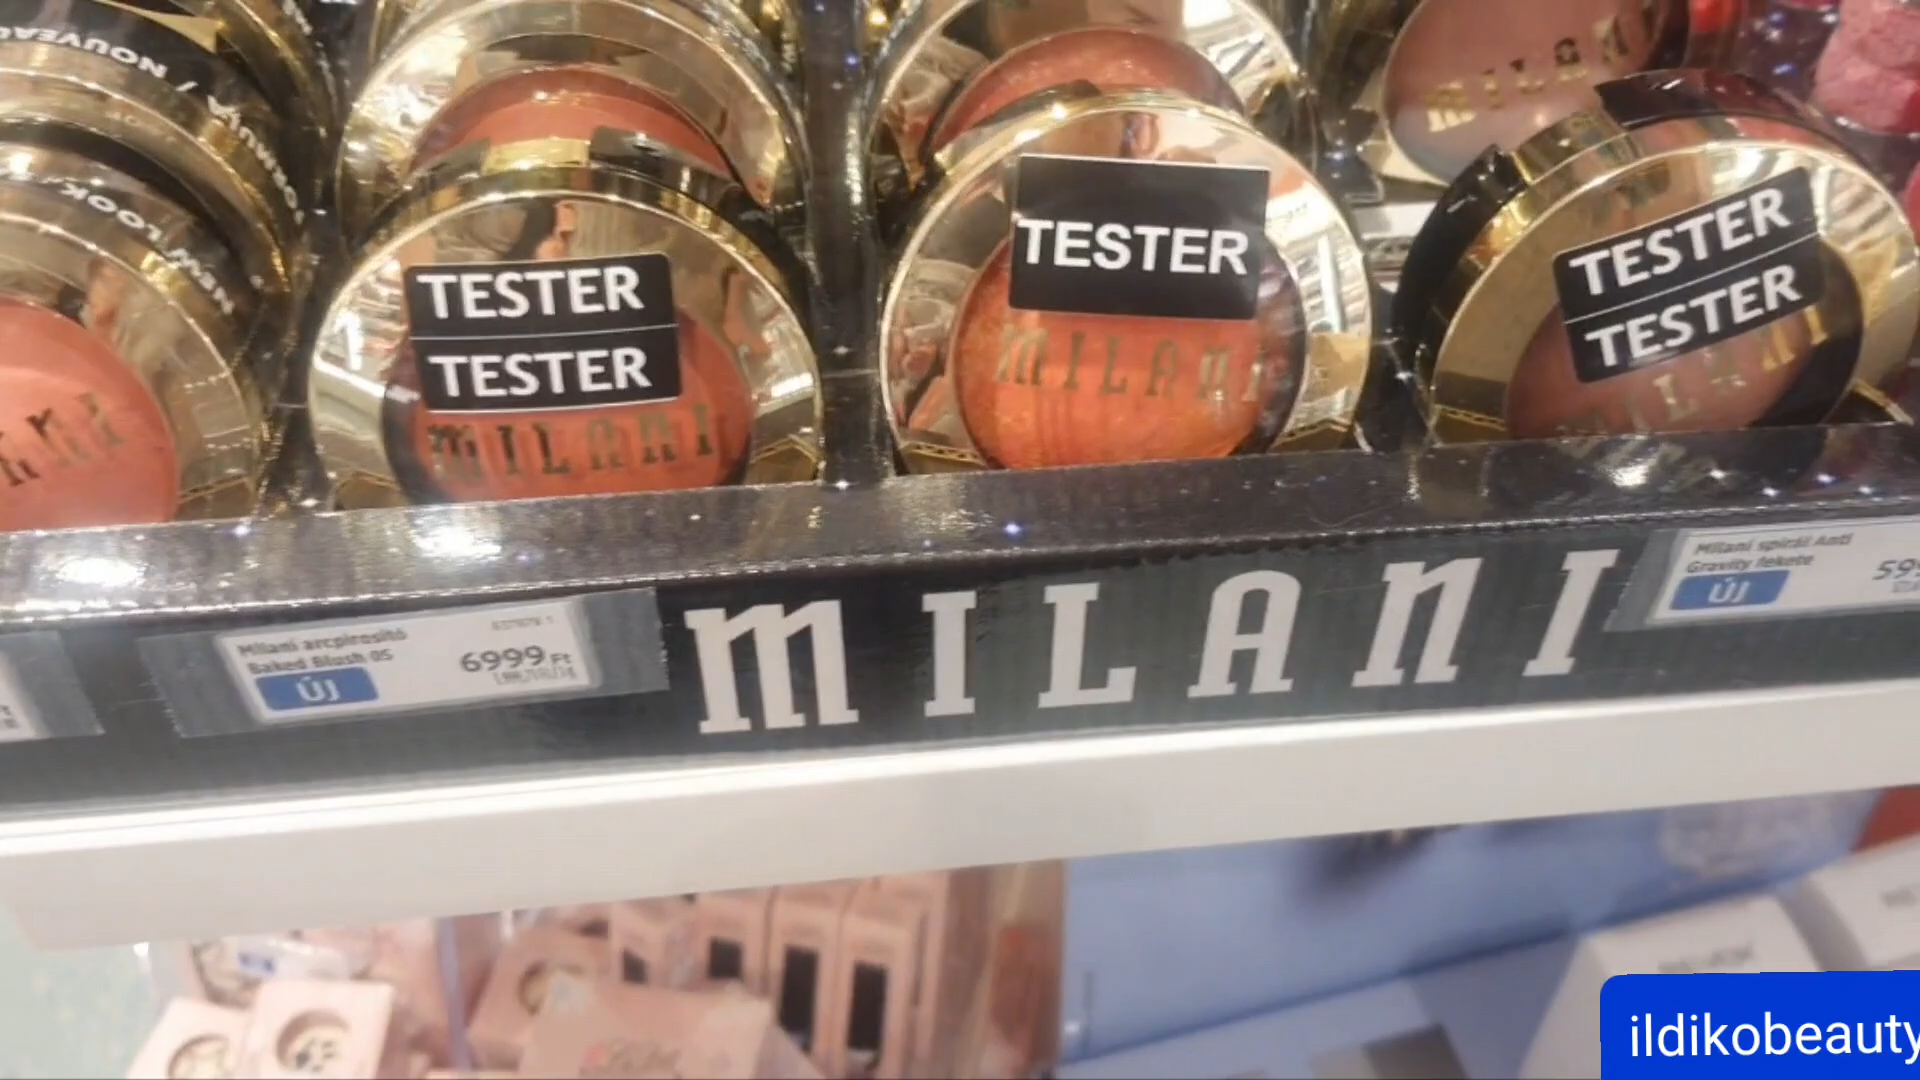 NEW LOOK
MILANI
TESTER
TESTER
TESTER
TESTER
TESTER
MILANI
MILANI
MILANI
Milani arcpirosító
Baked Blush 05
ÚJ
6999 Ft
MILANI
Milani spirál Anti
Gravity fekete
ÚJ
ildikobeauty